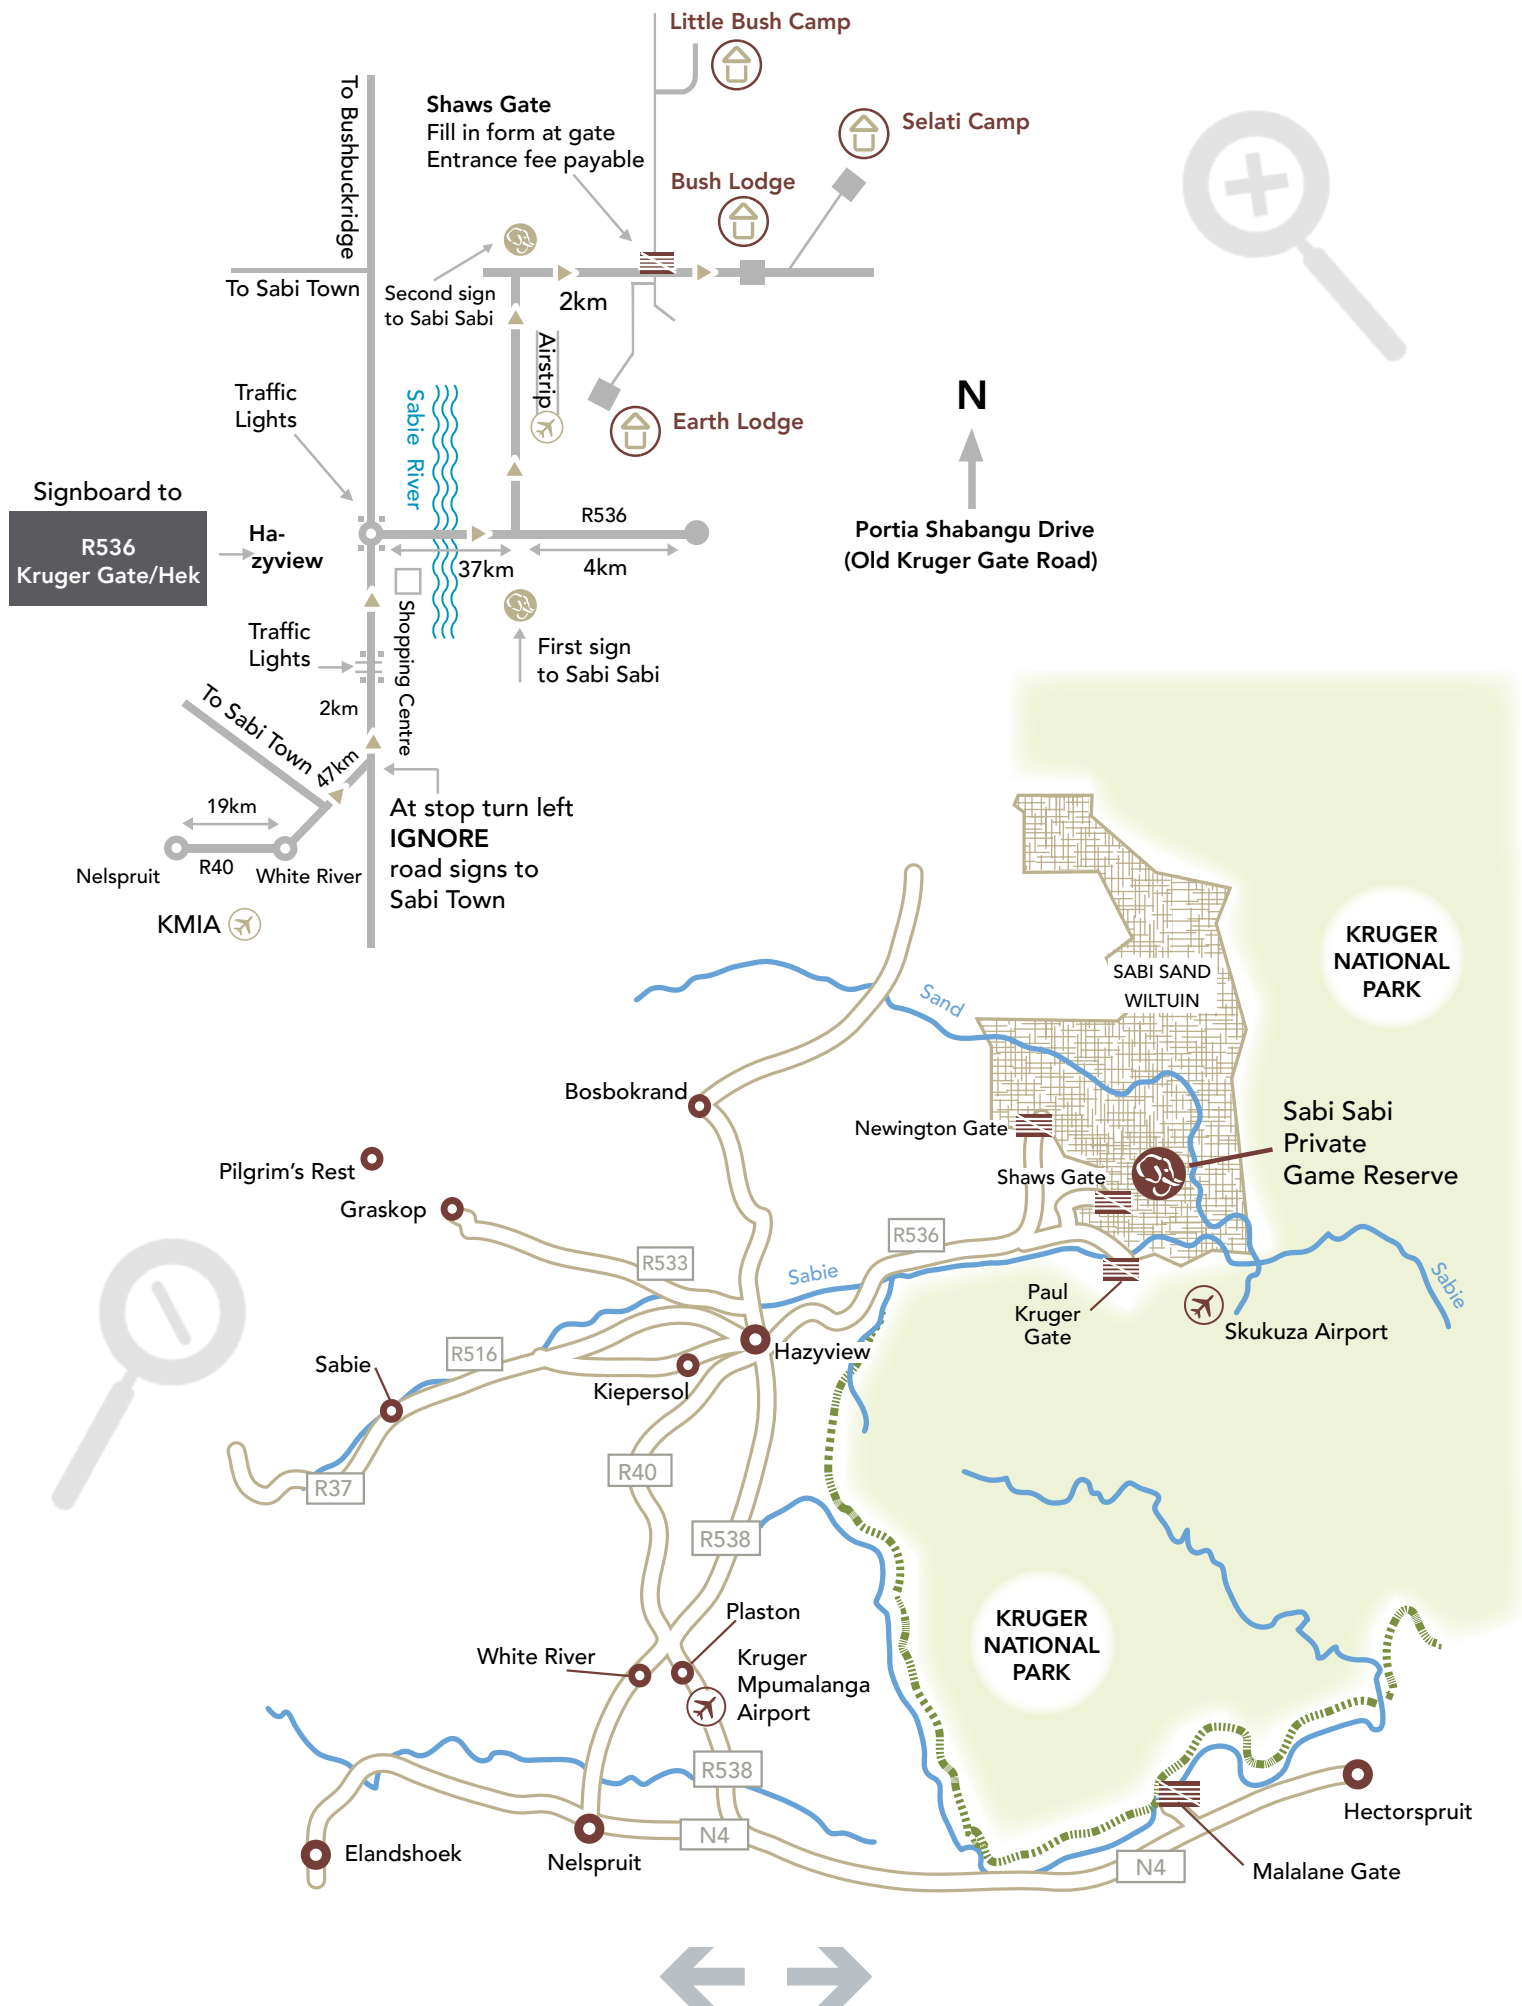 Little Bush Camp
To Bushbuckridge
Shaws Gate
Fill in form at gate
Entrance fee payable
Selati Camp
Bush Lodge
To Sabi Town
Second sign
to Sabi Sabi
2km
Airstrip
Traffic
Lights
Sabie River
Earth Lodge
N
Portia Shabangu Drive
(Old Kruger Gate Road)
Signboard to
R536
Kruger Gate/Hek
Ha-
zyview
R536
37km
4km
Shopping Centre
Traffic
Lights
First sign
to Sabi Sabi
2km
To Sabi Town
47km
19km
R40
Nelspruit
White River
KMIA
At stop turn left
IGNORE
road signs to
Sabi Town
KRUGER
NATIONAL
PARK
SABI SAND
WILTUIN
Sand
Bosbokrand
Newington Gate
Sabi Sabi
Private
Game Reserve
Pilgrim's Rest
Shaws Gate
Graskop
R533
R536
Sabie
Sabie
Paul
Kruger
Gate
Skukuza Airport
Hazyview
R516
Sabie
Kiepersol
R40
R37
R538
Plaston
White River
Kruger
Mpumalanga
Airport
KRUGER
NATIONAL
PARK
R538
N4
Hectorspruit
Elandshoek
Nelspruit
N4
Malalane Gate